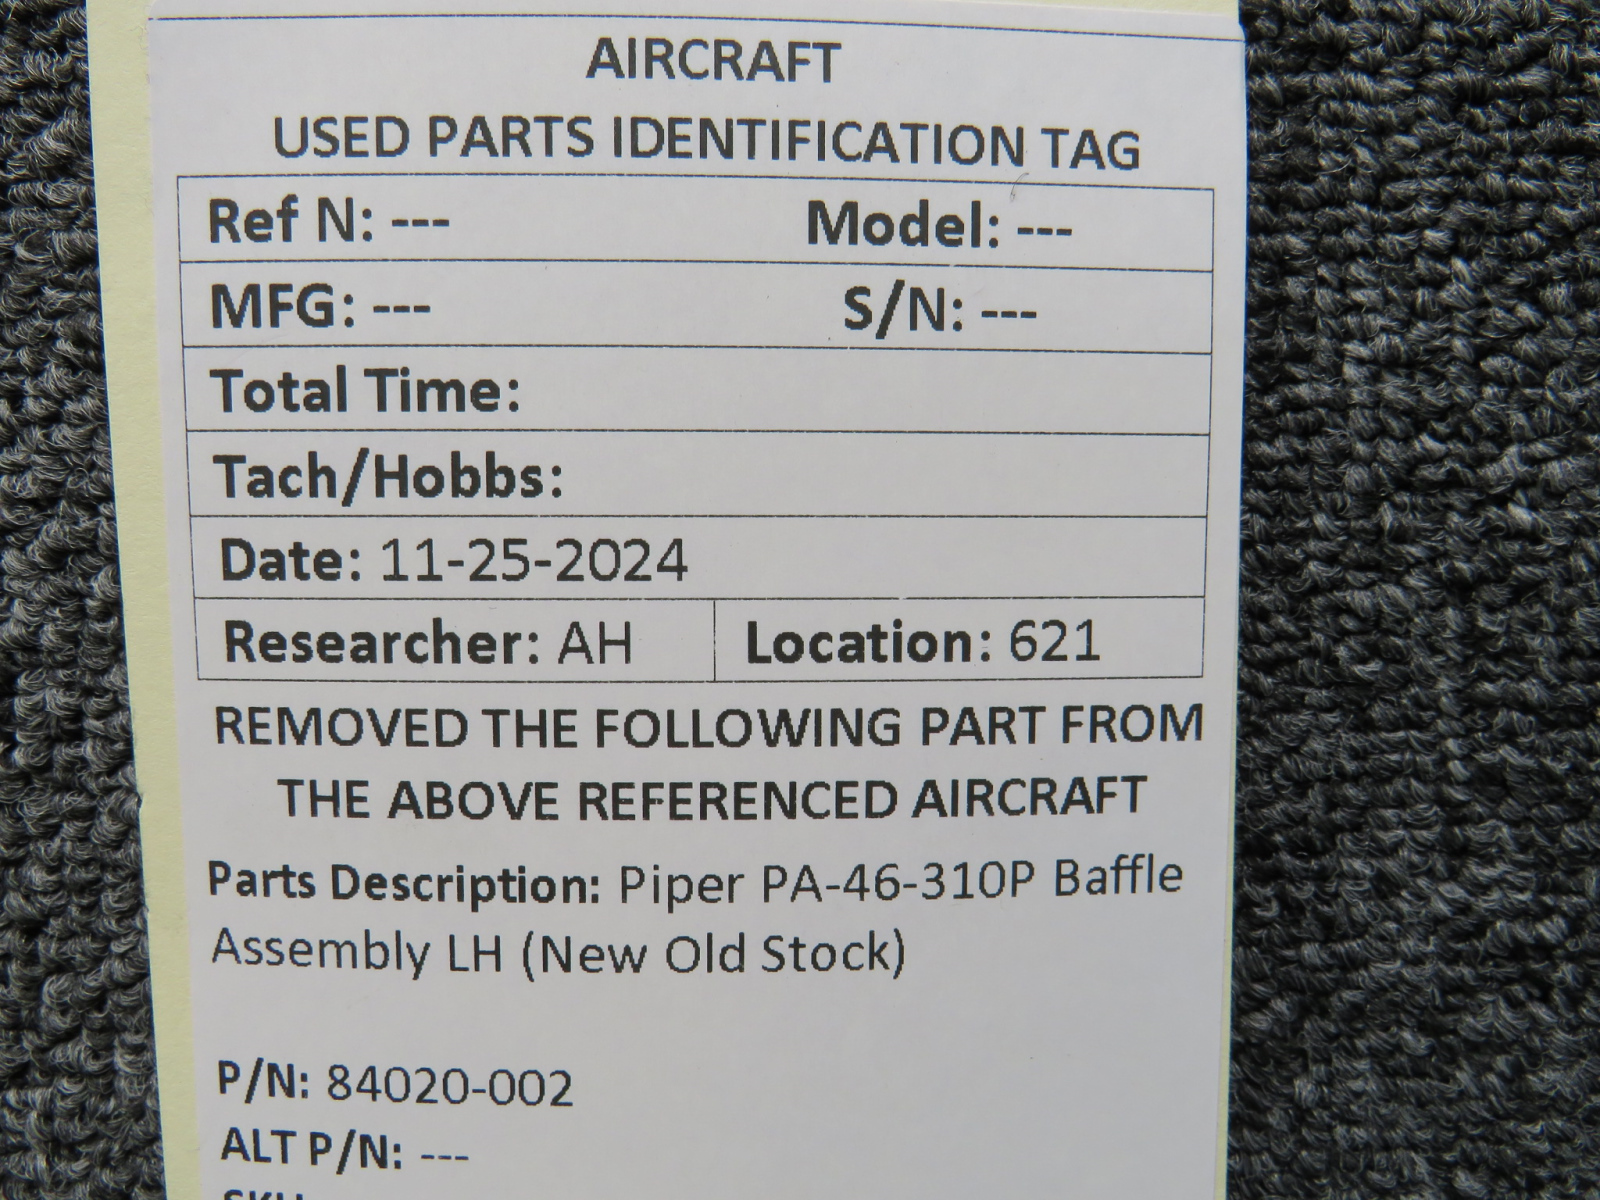 AIRCRAFT
USED PARTS IDENTIFICATION TAG
Ref N: --- Model: ---
MFG: --- S/N: ---
Total Time:
Tach/Hobbs:
Date: 11-25-2024
Researcher: AH Location: 621
REMOVED THE FOLLOWING PART FROM
THE ABOVE REFERENCED AIRCRAFT
Parts Description: Piper PA-46-310P Baffle
Assembly LH (New Old Stock)
P/N: 84020-002
ALT P/N: ---